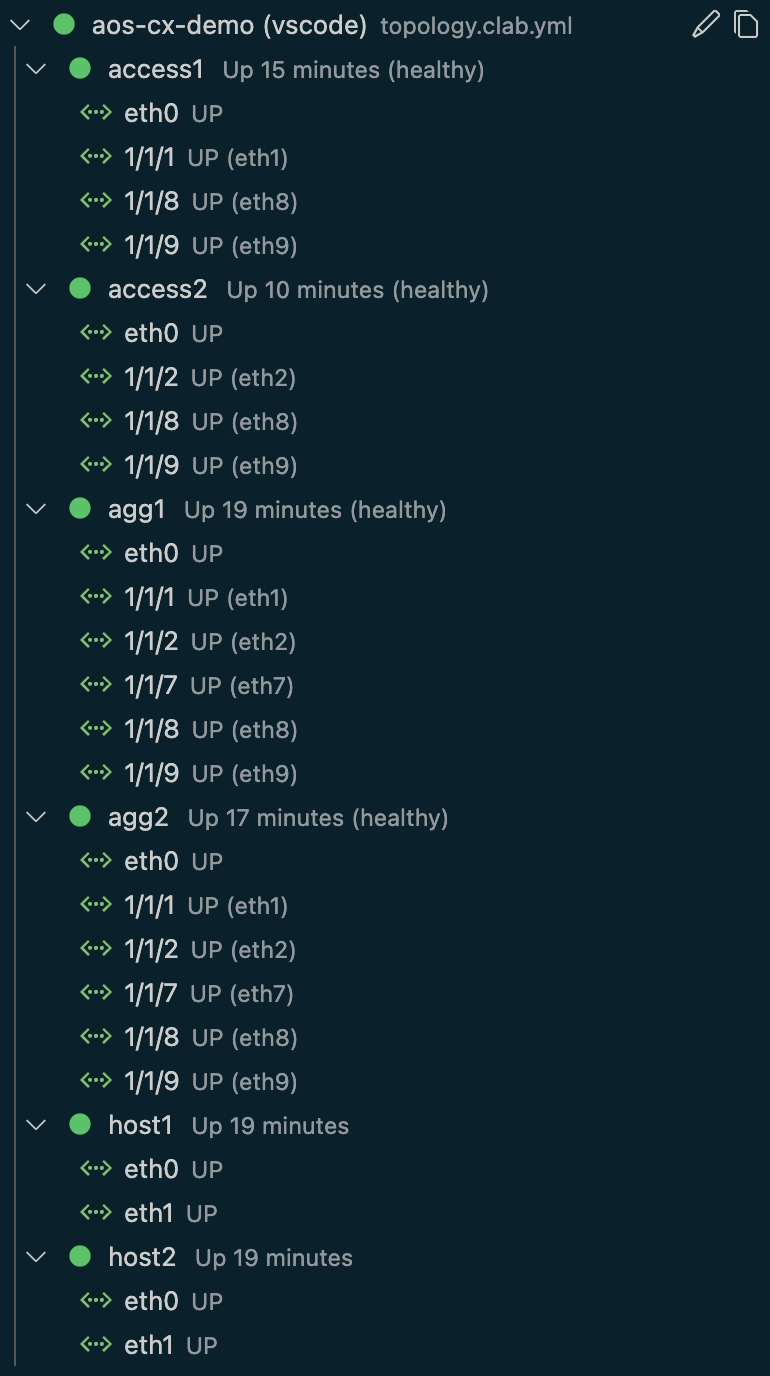 aos-cx-demo (vscode) topology.clab.yml
access1 Up 15 minutes (healthy)
eth0 UP
1/1/1 UP (eth1)
1/1/8 UP (eth8)
1/1/9 UP (eth9)
access2 Up 10 minutes (healthy)
eth0 UP
1/1/2 UP (eth2)
1/1/8 UP (eth8)
1/1/9 UP (eth9)
agg1 Up 19 minutes (healthy)
eth0 UP
1/1/1 UP (eth1)
1/1/2 UP (eth2)
1/1/7 UP (eth7)
1/1/8 UP (eth8)
1/1/9 UP (eth9)
agg2 Up 17 minutes (healthy)
eth0 UP
1/1/1 UP (eth1)
1/1/2 UP (eth2)
1/1/7 UP (eth7)
1/1/8 UP (eth8)
1/1/9 UP (eth9)
host1 Up 19 minutes
eth0 UP
eth1 UP
host2 Up 19 minutes
eth0 UP
eth1 UP